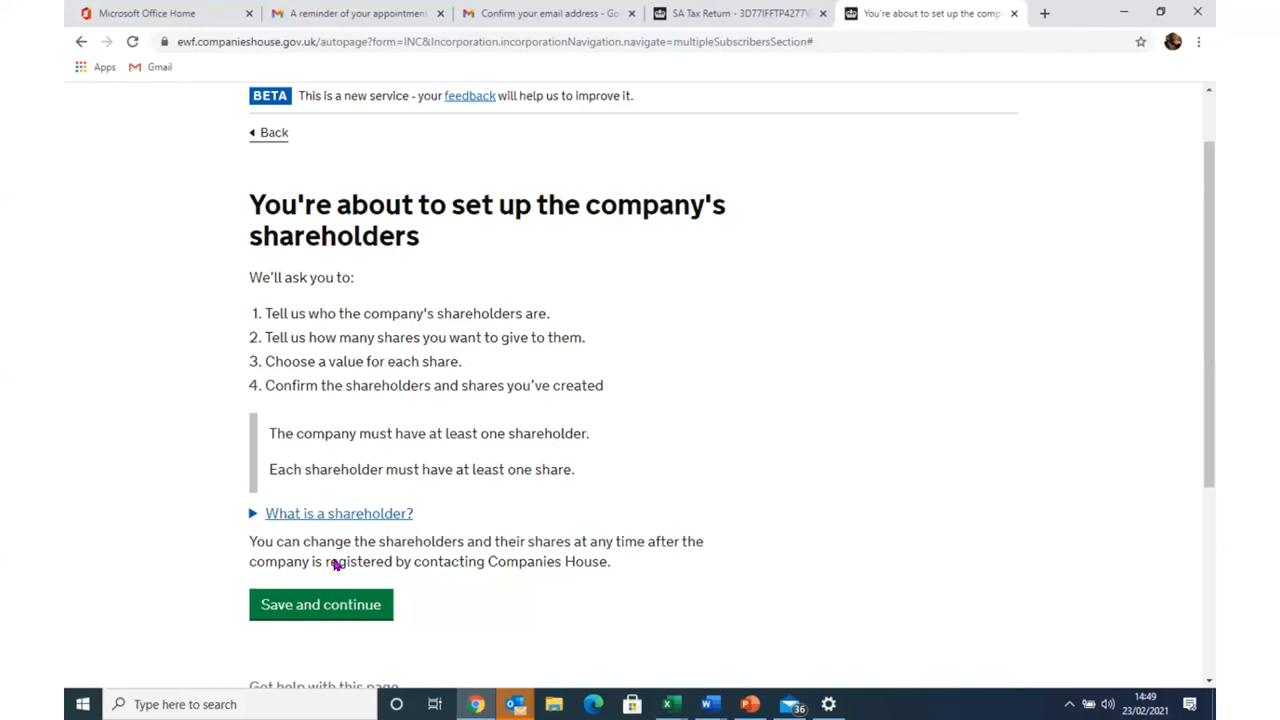 Microsoft Office Home
A reminder of your appointment
Confirm your email address - Go
SA Tax Return - 3D77IFFTP4277V
You're about to set up the comp
ewf.companieshouse.gov.uk/autopage?form=INC&Incorporation.incorporationNavigation.navigate=multipleSubscribersSection#
Apps
Gmail
BETA This is a new service - your feedback will help us to improve it.
Back
You're about to set up the company's
shareholders
We'll ask you to:
1. Tell us who the company's shareholders are.
2. Tell us how many shares you want to give to them.
3. Choose a value for each share.
4. Confirm the shareholders and shares you've created
The company must have at least one shareholder.
Each shareholder must have at least one share.
What is a shareholder?
You can change the shareholders and their shares at any time after the
company is registered by contacting Companies House.
Save and continue
Get help with this page
Type here to search
36
14:49
23/02/2021